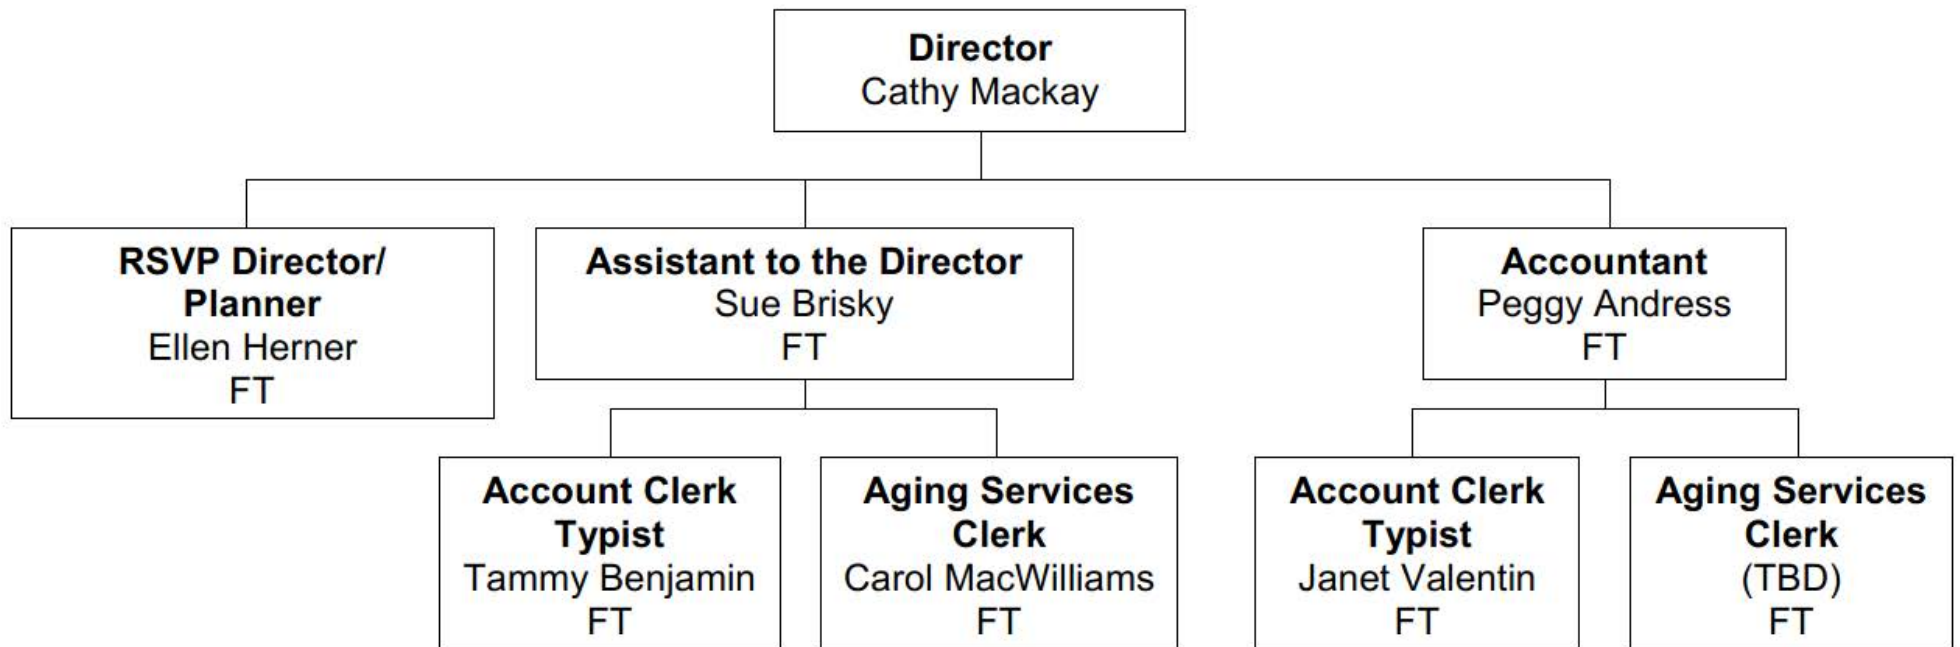 Director
Cathy Mackay
RSVP Director/
Planner
Ellen Herner
FT
Assistant to the Director
Sue Brisky
FT
Accountant
Peggy Andress
FT
Account Clerk
Typist
Tammy Benjamin
FT
Aging Services
Clerk
Carol MacWilliams
FT
Account Clerk
Typist
Janet Valentin
FT
Aging Services
Clerk
(TBD)
FT